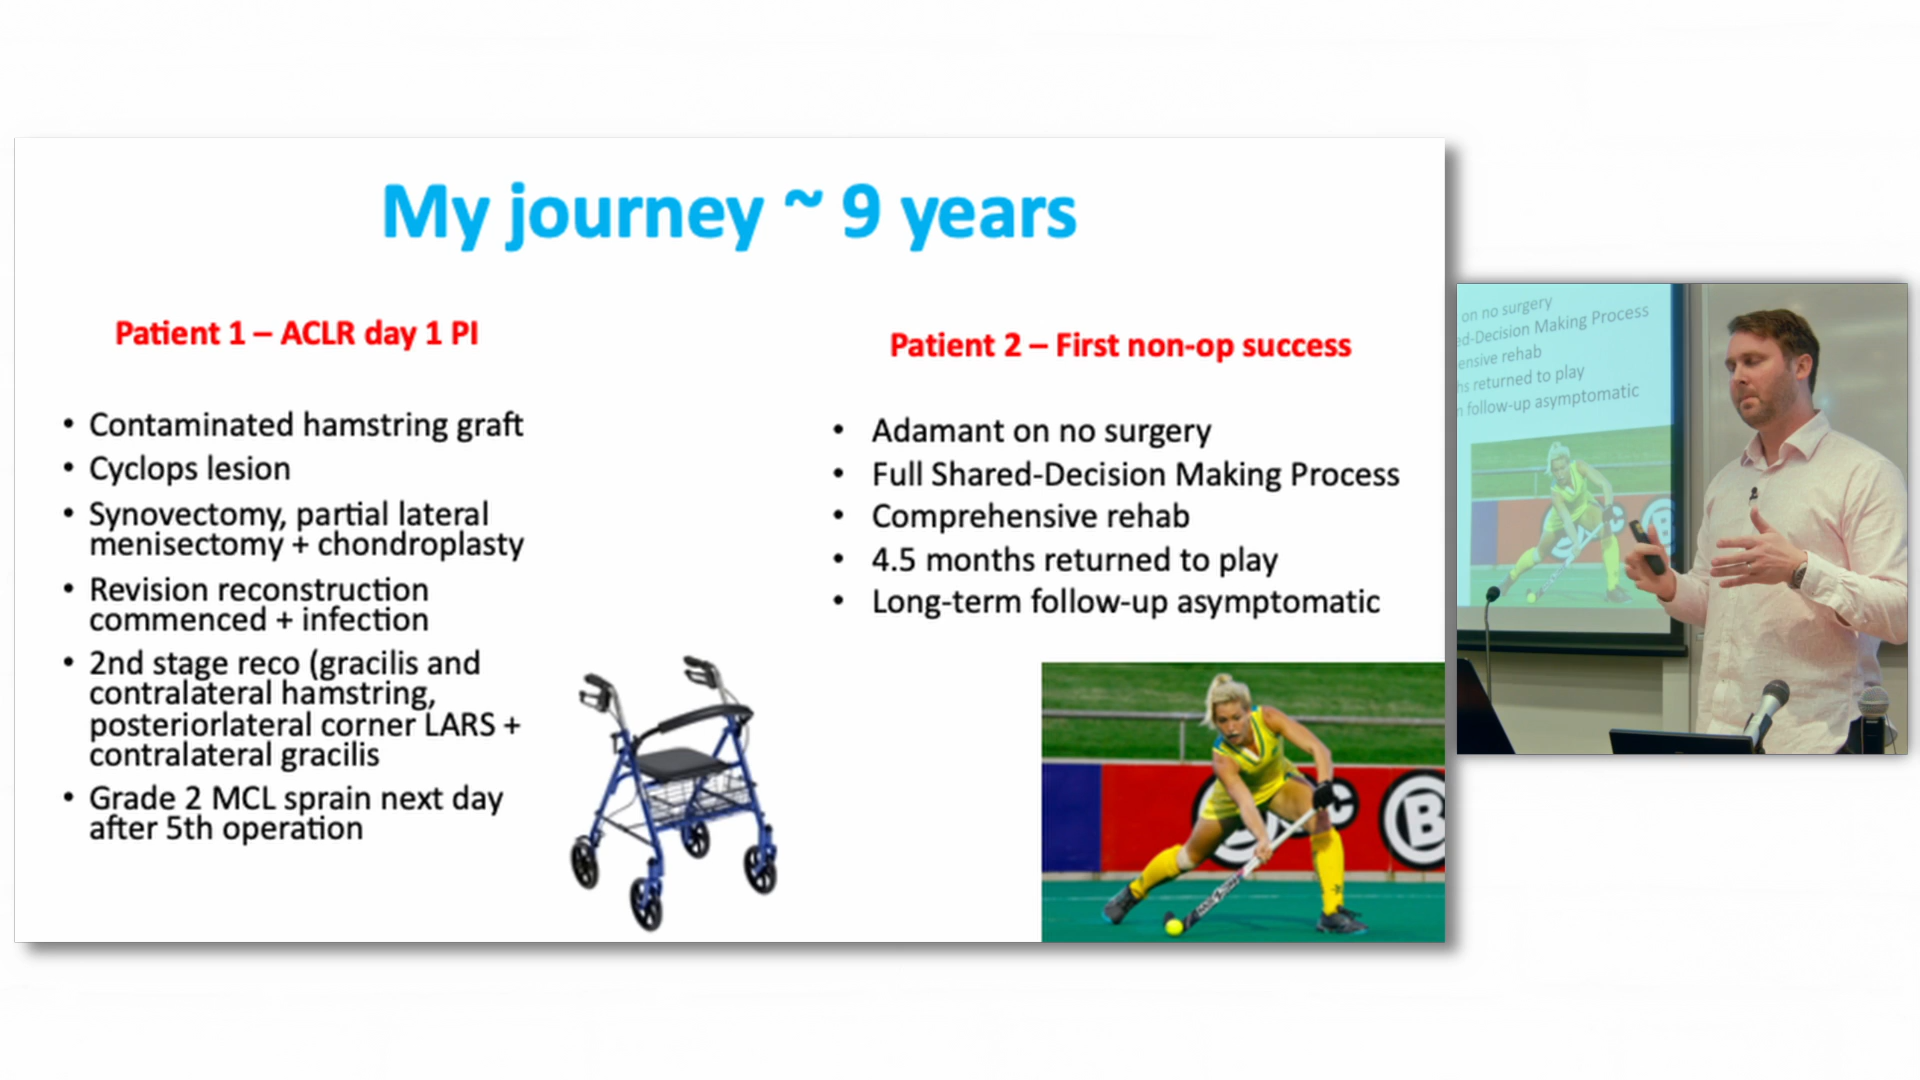 My journey ~ 9 years
Patient 1 – ACLR day 1 PI
• Contaminated hamstring graft
• Cyclops lesion
• Synovectomy, partial lateral
menisectomy + chondroplasty
• Revision reconstruction
commenced + infection
• 2nd stage reco (gracilis and
contralateral hamstring,
posteriorlateral corner LARS +
contralateral gracilis
• Grade 2 MCL sprain next day
after 5th operation
Patient 2 – First non-op success
• Adamant on no surgery
• Full Shared-Decision Making Process
• Comprehensive rehab
• 4.5 months returned to play
• Long-term follow-up asymptomatic
on no surgery
ed-Decision Making Process
ensive rehab
hs returned to play
follow-up asymptomatic